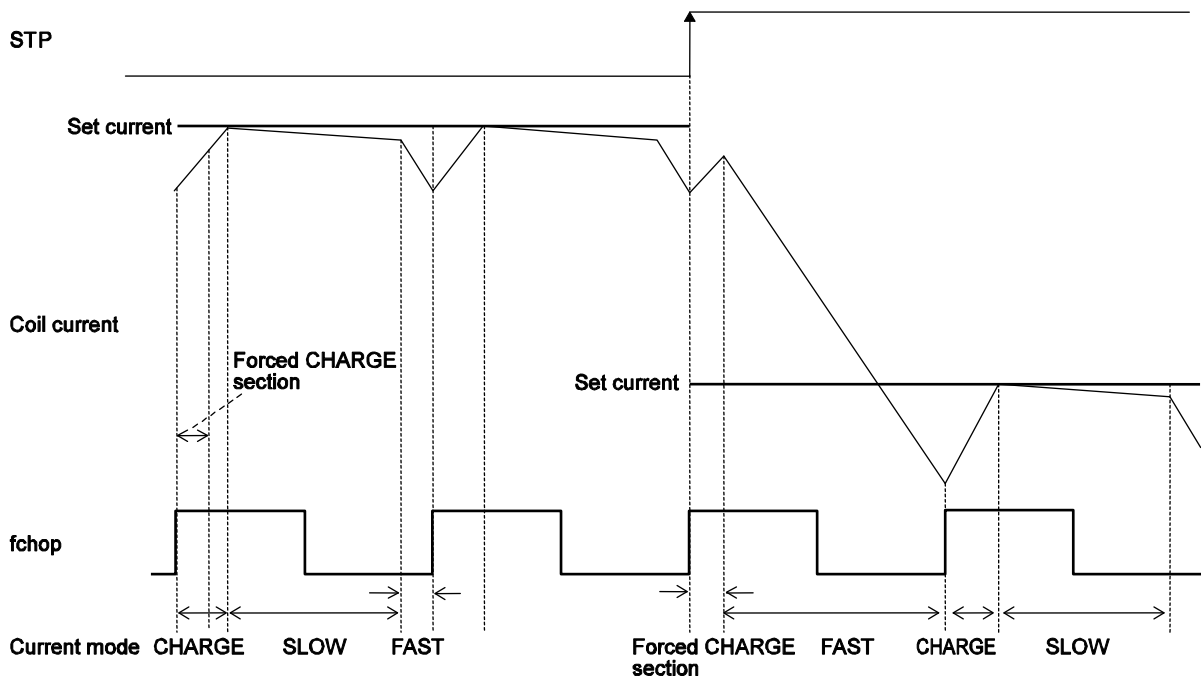 STP
Set current
Coil current
Forced CHARGE
section
Set current
fchop
Current mode CHARGE SLOW FAST Forced CHARGE FAST CHARGE SLOW
section